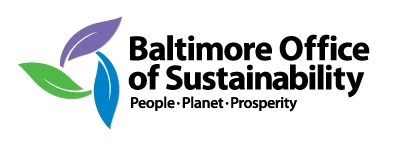 Baltimore Office
of Sustainability
People·Planet·Prosperity